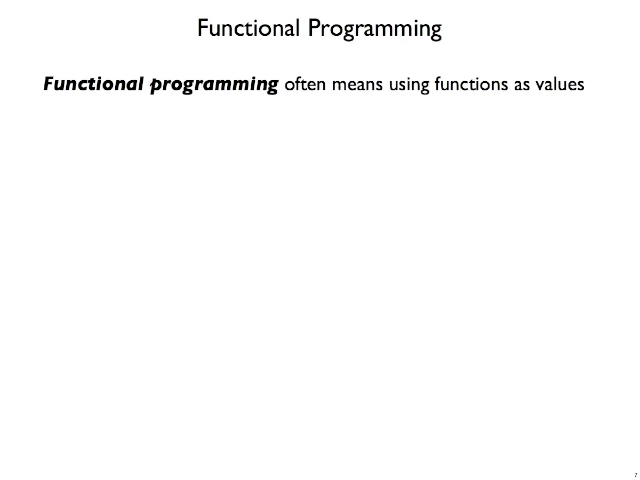 Functional Programming
Functional programming often means using functions as values
7